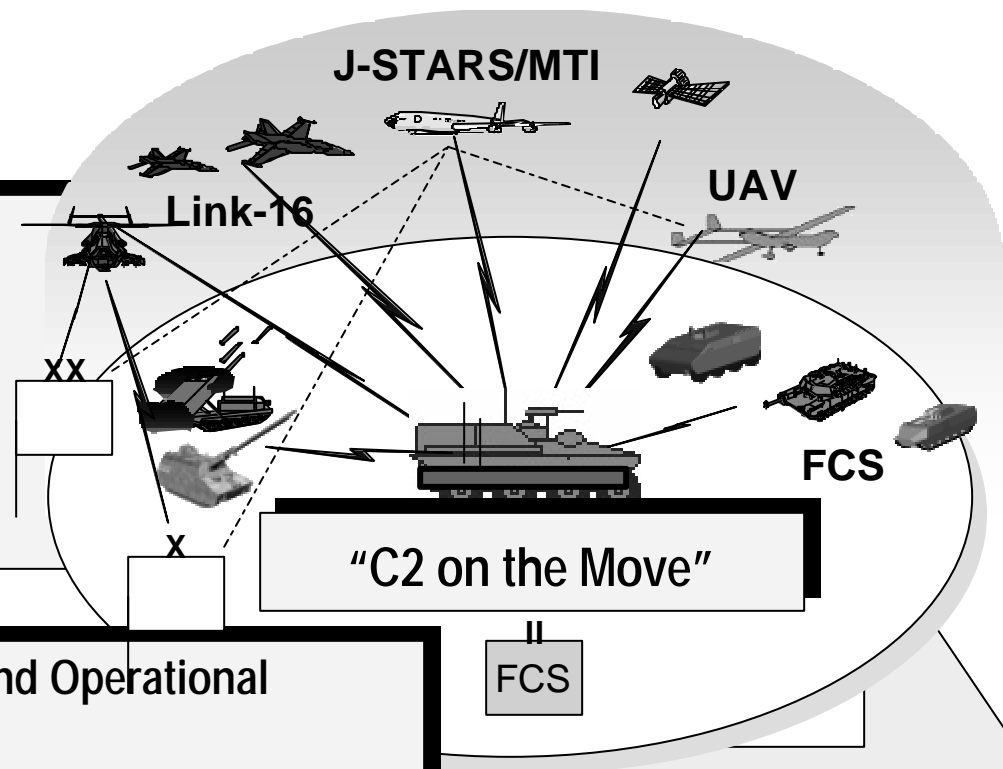 J-STARS/MTI
UAV
Link-16
XX
FCS
X
“C2 on the Move”
II
FCS
nd Operational